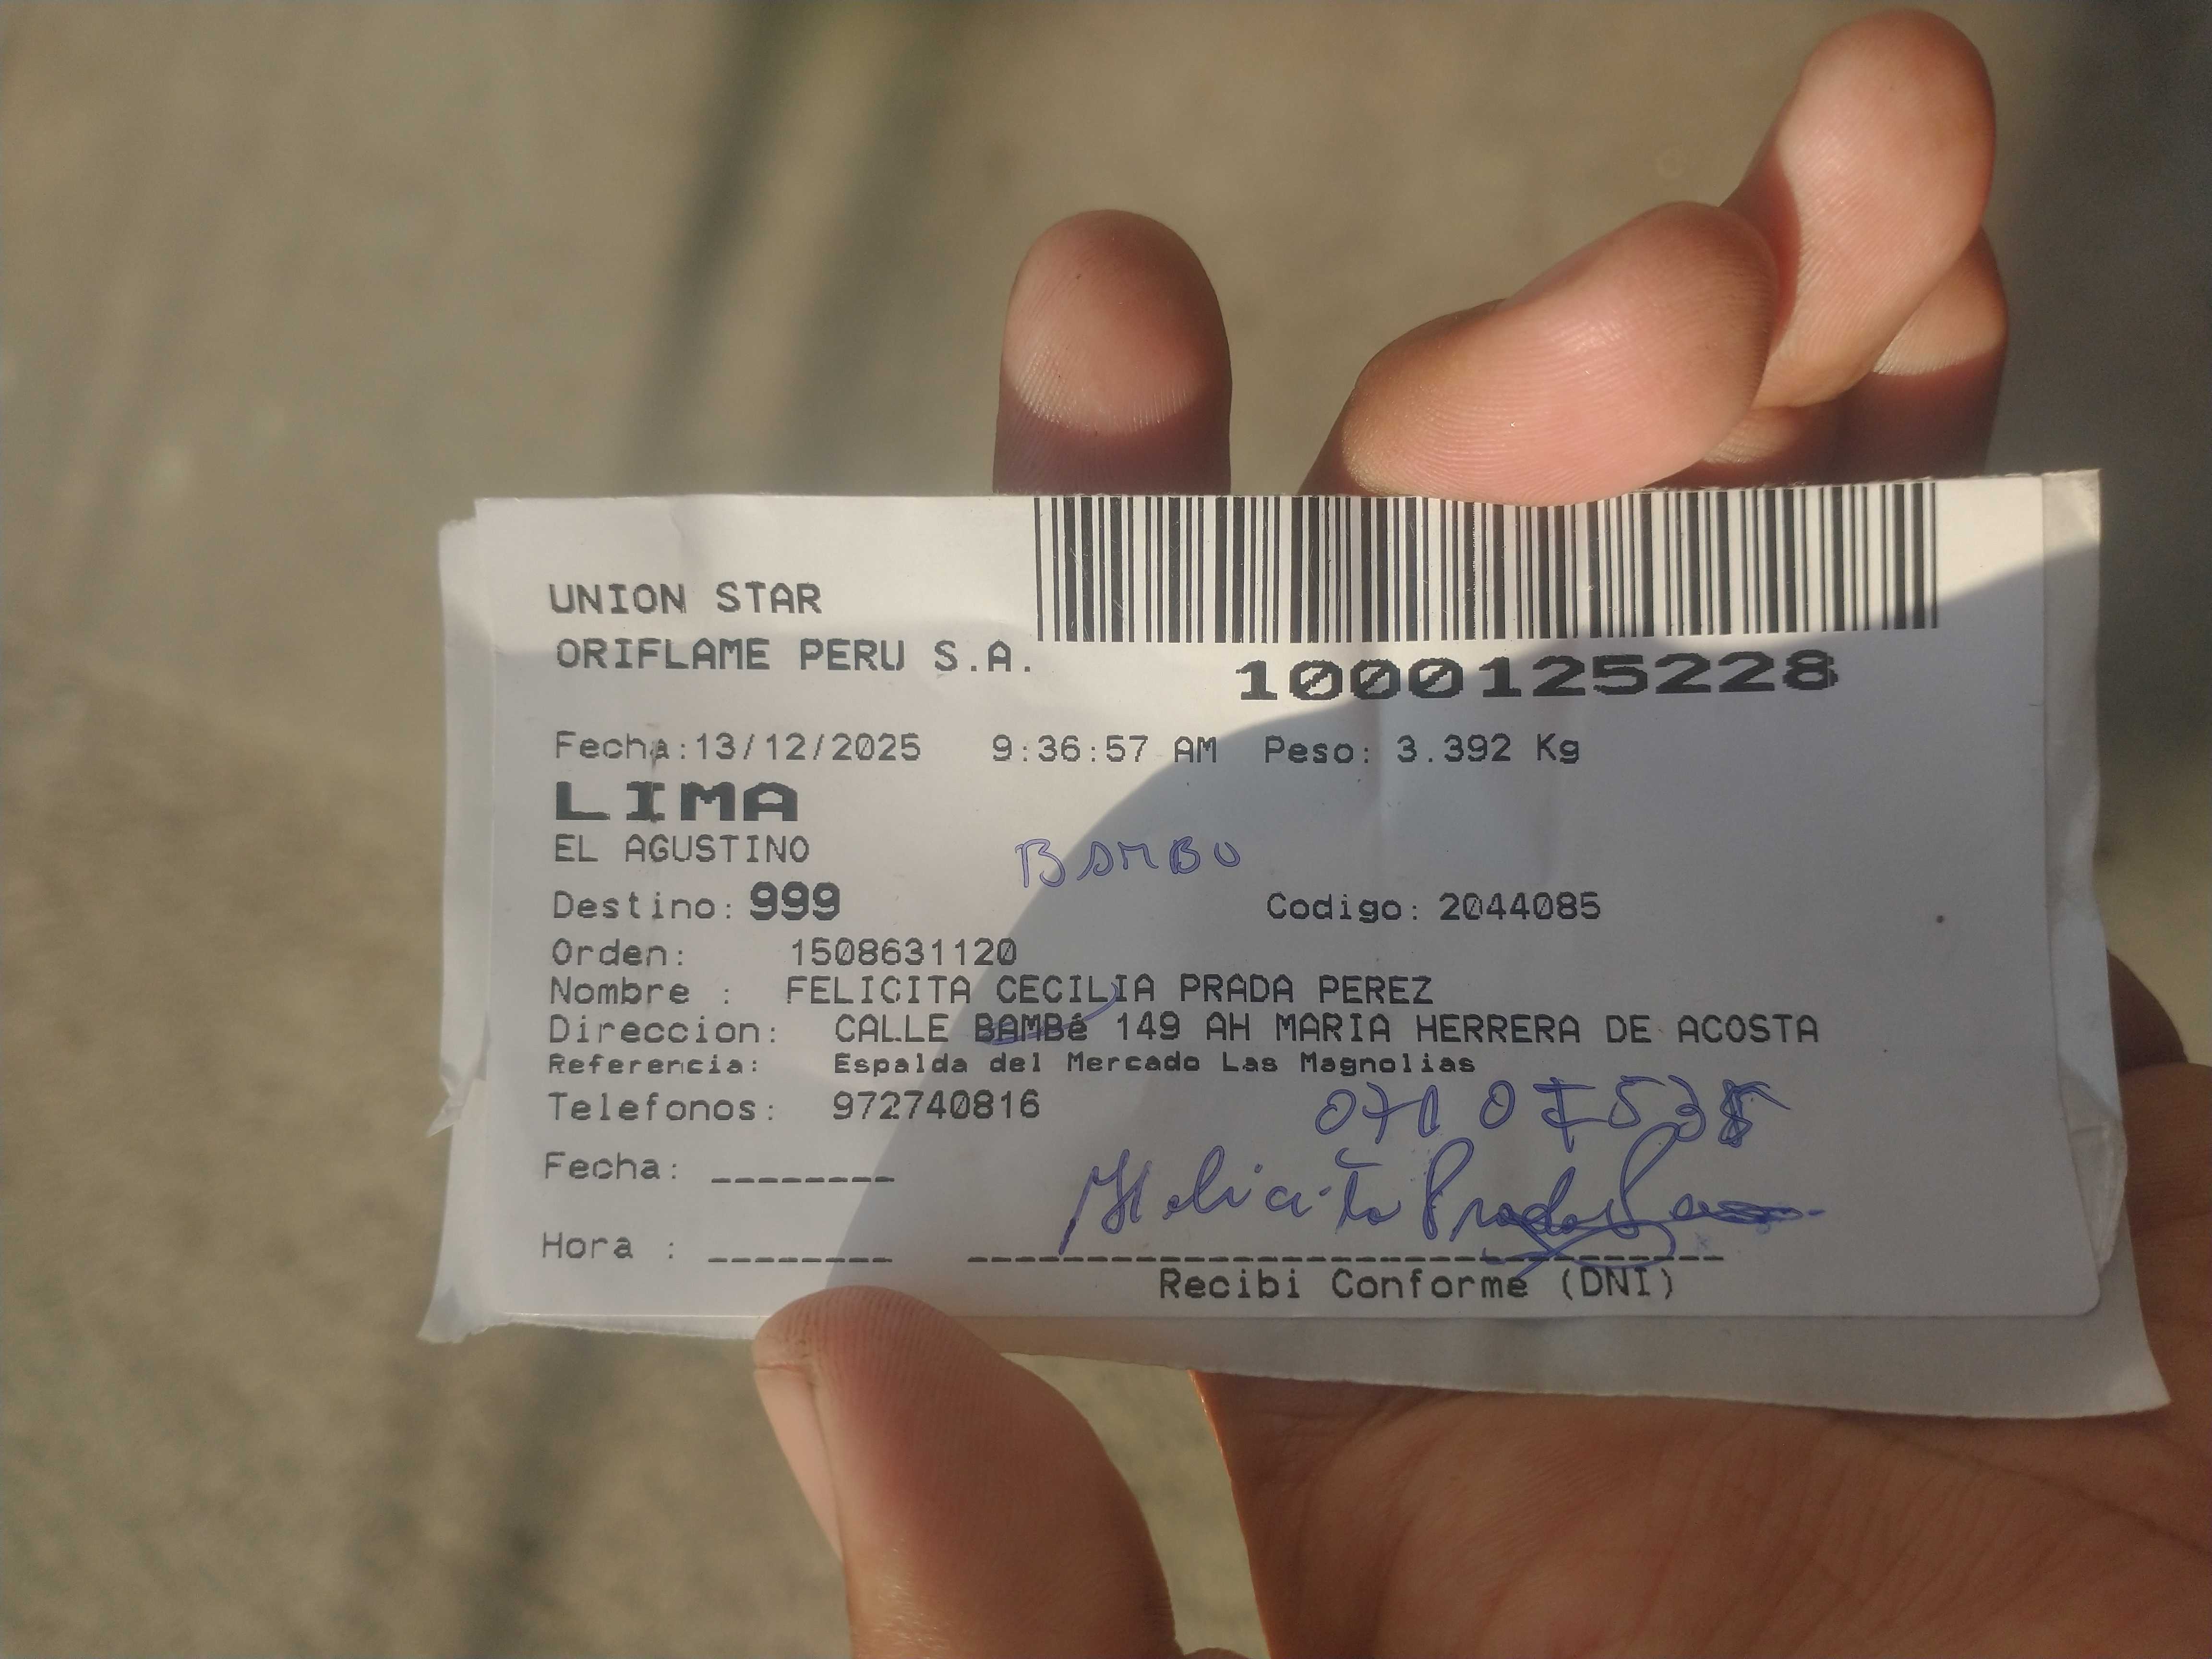 UNION STAR
ORIFLAME PERU S.A.
1000125228
Fecha:13/12/2025 9:36:57 AM Peso: 3.392 Kg
LIMA
EL AGUSTINO
BAMBU
Destino: 999 Codigo: 2044085
Orden: 1508631120
Nombre : FELICITA CECILIA PRADA PEREZ
Direccion: CALLE BAMBé 149 AH MARIA HERRERA DE ACOSTA
Referencia: Espalda del Mercado Las Magnolias
Telefonos: 972740816
Fecha: ________
Felicita Prada
Hora : ________
Recibi Conforme (DNI)